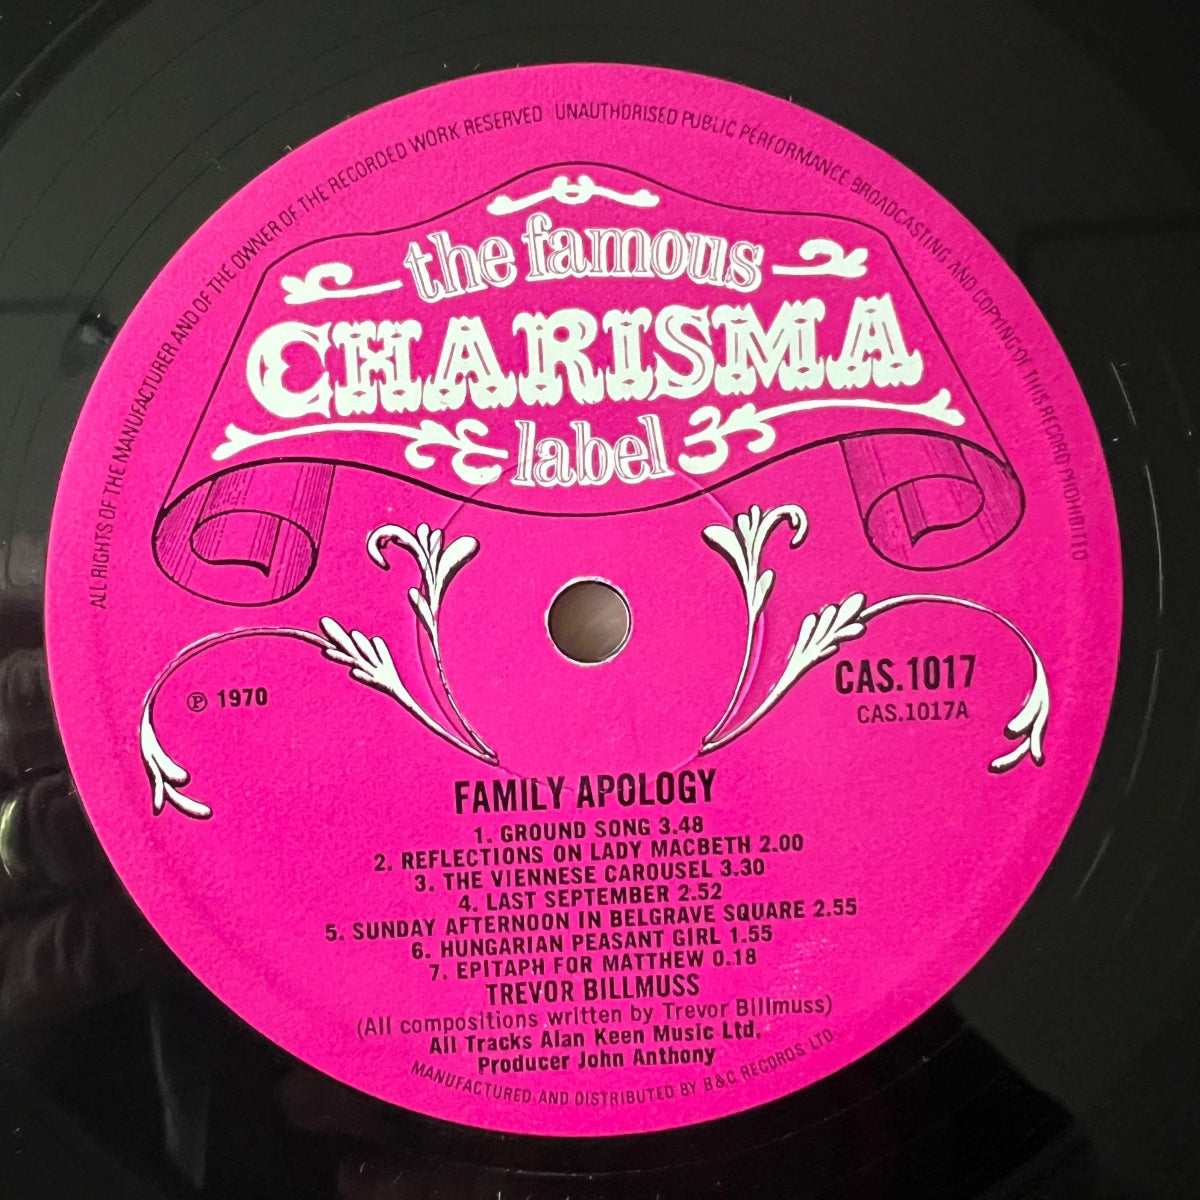 ALL RIGHTS OF THE MANUFACTURER AND OF THE OWNER OF THE RECORDED WORK RESERVED UNAUTHORISED PUBLIC PERFORMANCE BROADCASTING AND COPYING OF THIS RECORD PROHIBITED
the famous
CHARISMA
label
℗ 1970
CAS.1017
CAS.1017A
FAMILY APOLOGY
1. GROUND SONG 3.48
2. REFLECTIONS ON LADY MACBETH 2.00
3. THE VIENNESE CAROUSEL 3.30
4. LAST SEPTEMBER 2.52
5. SUNDAY AFTERNOON IN BELGRAVE SQUARE 2.55
6. HUNGARIAN PEASANT GIRL 1.55
7. EPITAPH FOR MATTHEW 0.18
TREVOR BILLMUSS
(All compositions written by Trevor Billmuss)
All Tracks Alan Keen Music Ltd.
Producer John Anthony
MANUFACTURED AND DISTRIBUTED BY B&C RECORDS LTD